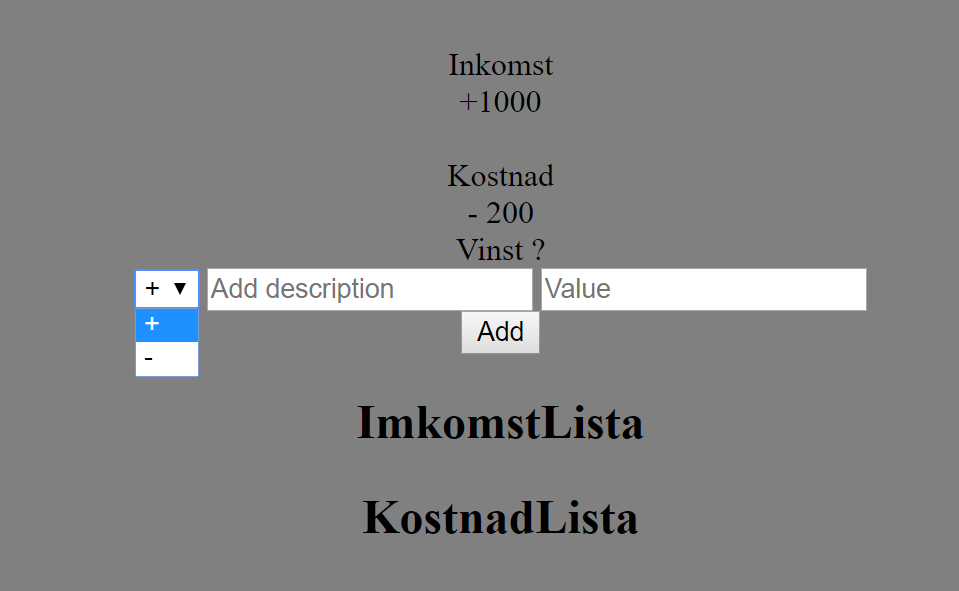 Inkomst
+1000
Kostnad
- 200
Vinst ?
+ ▼ Add description Value
+
Add
-
ImkomstLista
KostnadLista